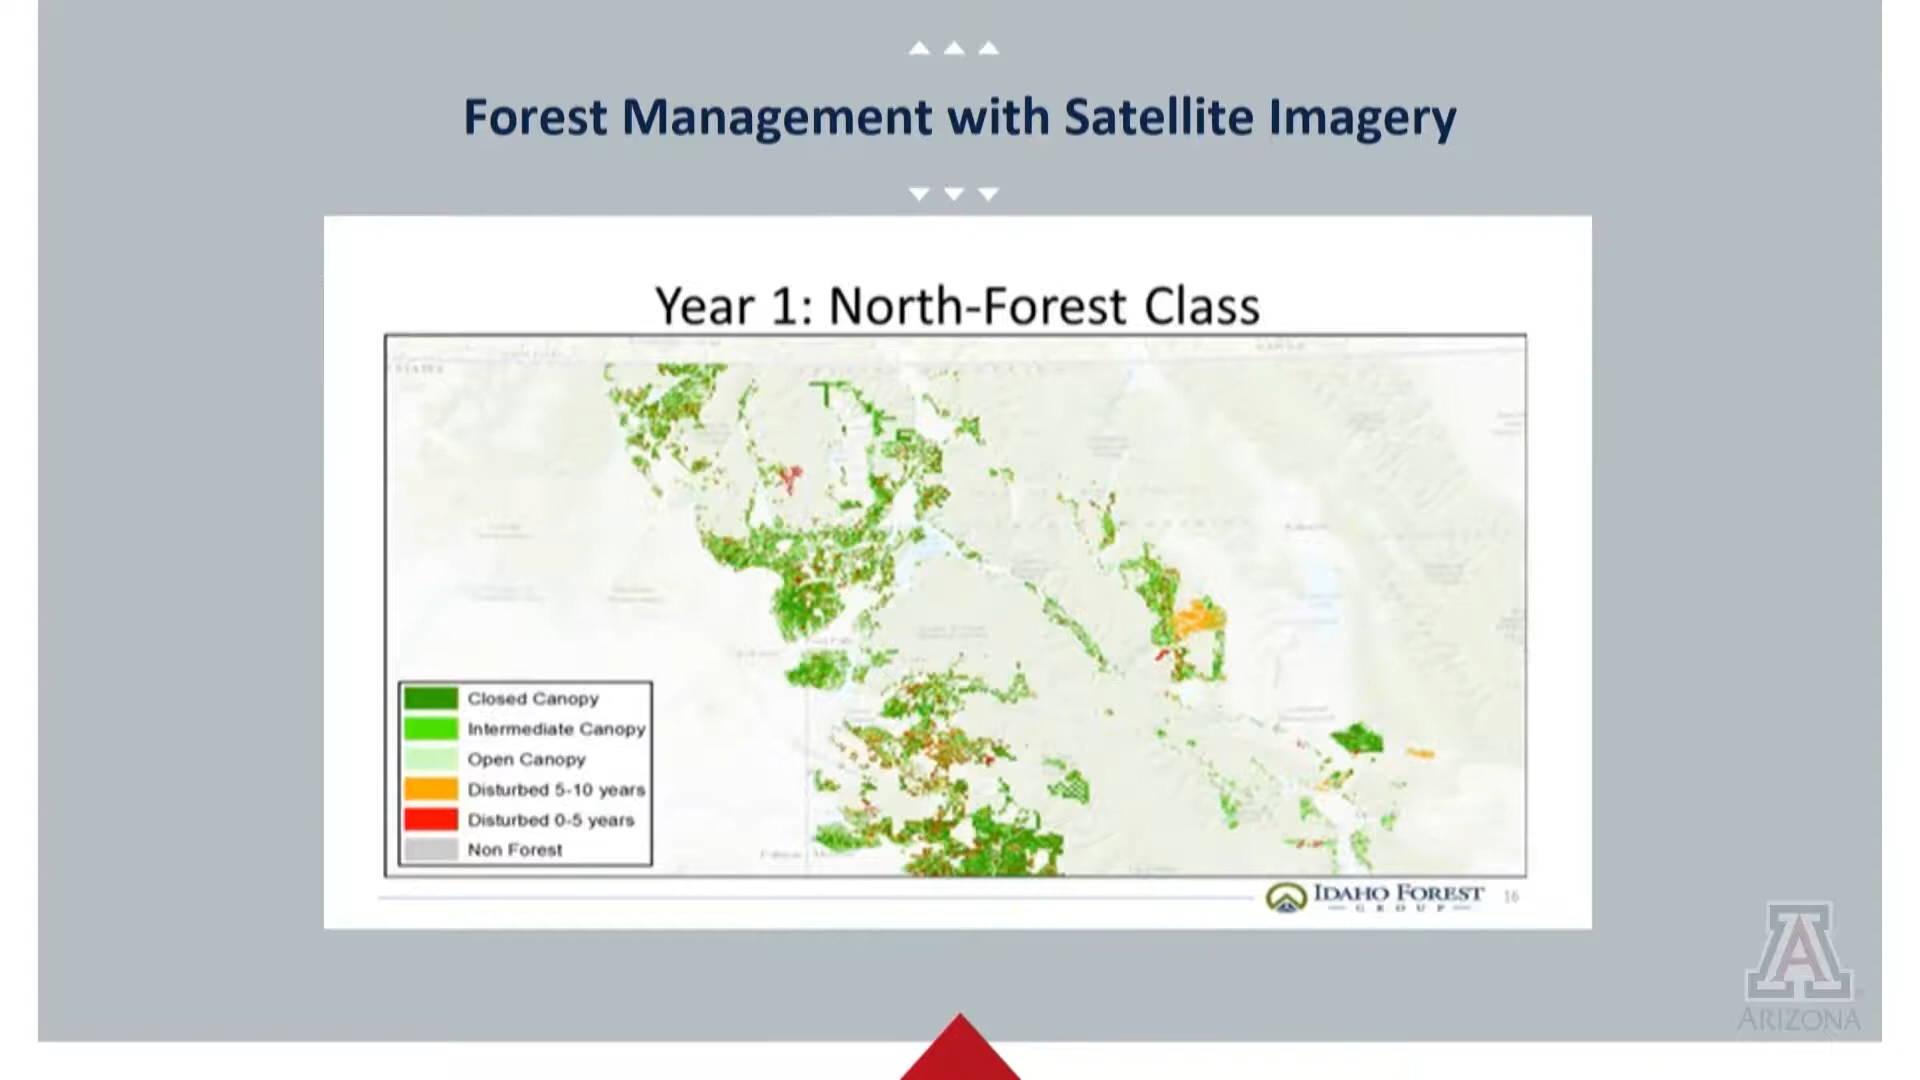 Forest Management with Satellite Imagery
Year 1: North-Forest Class
Closed Canopy
Intermediate Canopy
Open Canopy
Disturbed 5-10 years
Disturbed 0-5 years
Non Forest
IDAHO FOREST
GROUP
16
A
ARIZONA